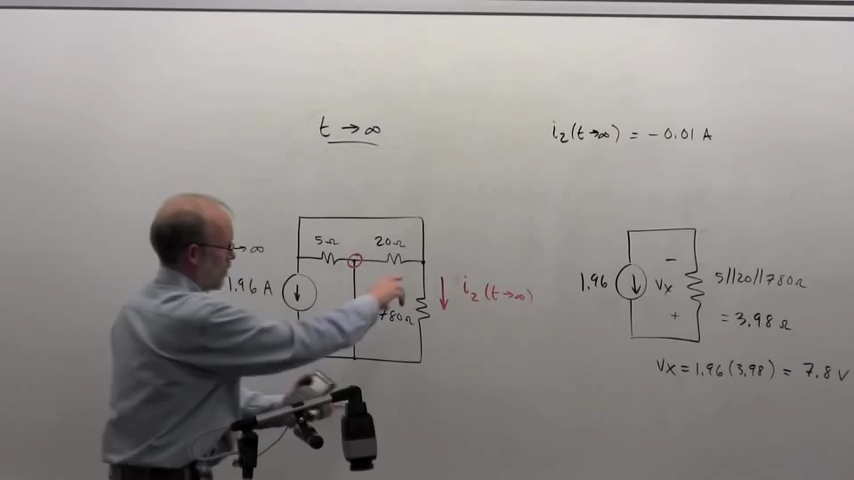 t → ∞
i₂(t→∞) = -0.01 A
5Ω 20Ω
→∞
1.96 A
780Ω
i₂(t→∞)
1.96
−
Vx
+
5//20//780Ω
= 3.98 Ω
Vx = 1.96(3.98) = 7.8 V